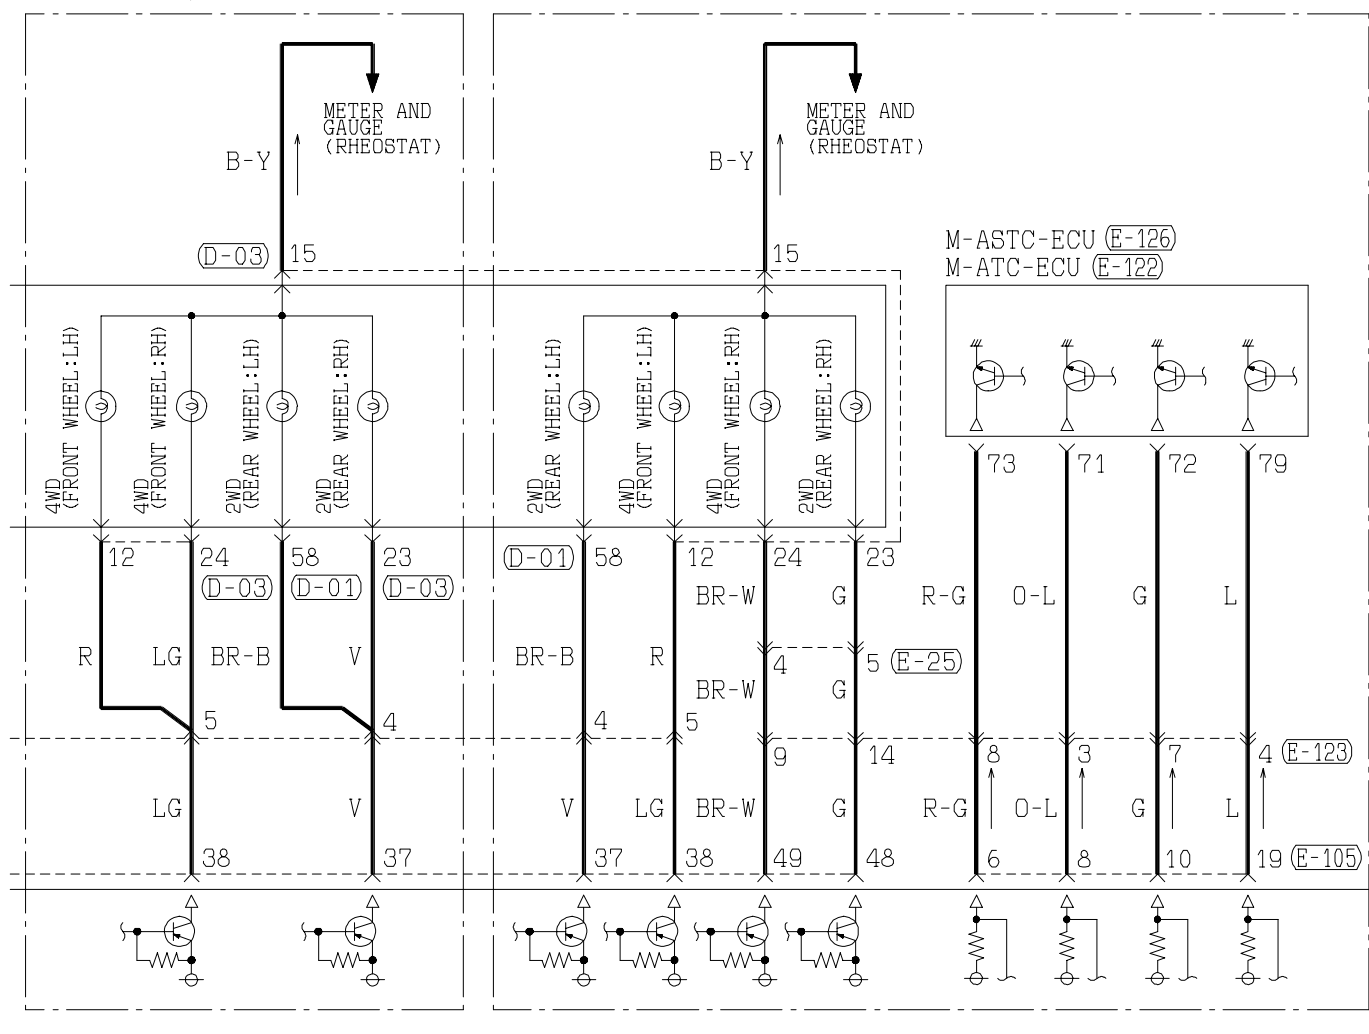 METER AND
GAUGE
(RHEOSTAT)
METER AND
GAUGE
(RHEOSTAT)
B-Y
B-Y
D-03
15
15
M-ASTC-ECU E-126
M-ATC-ECU E-122
4WD
(FRONT WHEEL:LH)
4WD
(FRONT WHEEL:RH)
2WD
(REAR WHEEL:LH)
2WD
(REAR WHEEL:RH)
2WD
(REAR WHEEL:LH)
4WD
(FRONT WHEEL:LH)
4WD
(FRONT WHEEL:RH)
2WD
(REAR WHEEL:RH)
73 71 72 79
12 24 58 23 D-01 58 12 24 23
D-03 D-01 D-03
BR-W G R-G O-L G L
R LG BR-B V BR-B R 4 5 E-25
BR-W G
5 4 4 5
9 14 8 3 7 4 E-123
LG V V LG BR-W G R-G O-L G L
38 37 37 38 49 48 6 8 10 19 E-105